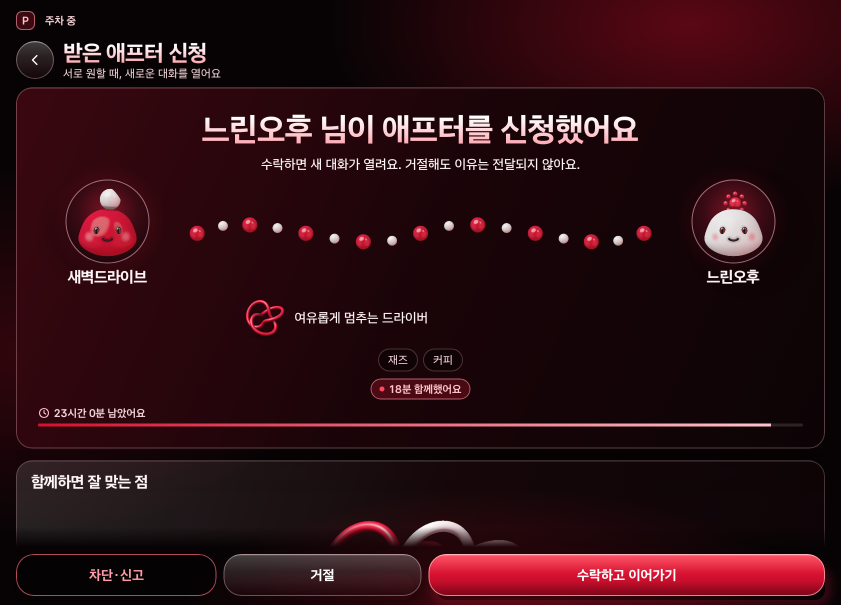 P 주차 중
받은 애프터 신청
서로 원할 때, 새로운 대화를 열어요
느린오후 님이 애프터를 신청했어요
수락하면 새 대화가 열려요. 거절해도 이유는 전달되지 않아요.
새벽드라이브
느린오후
여유롭게 멈추는 드라이버
재즈 커피
18분 함께했어요
23시간 0분 남았어요
함께하면 잘 맞는 점
차단·신고 거절 수락하고 이어가기